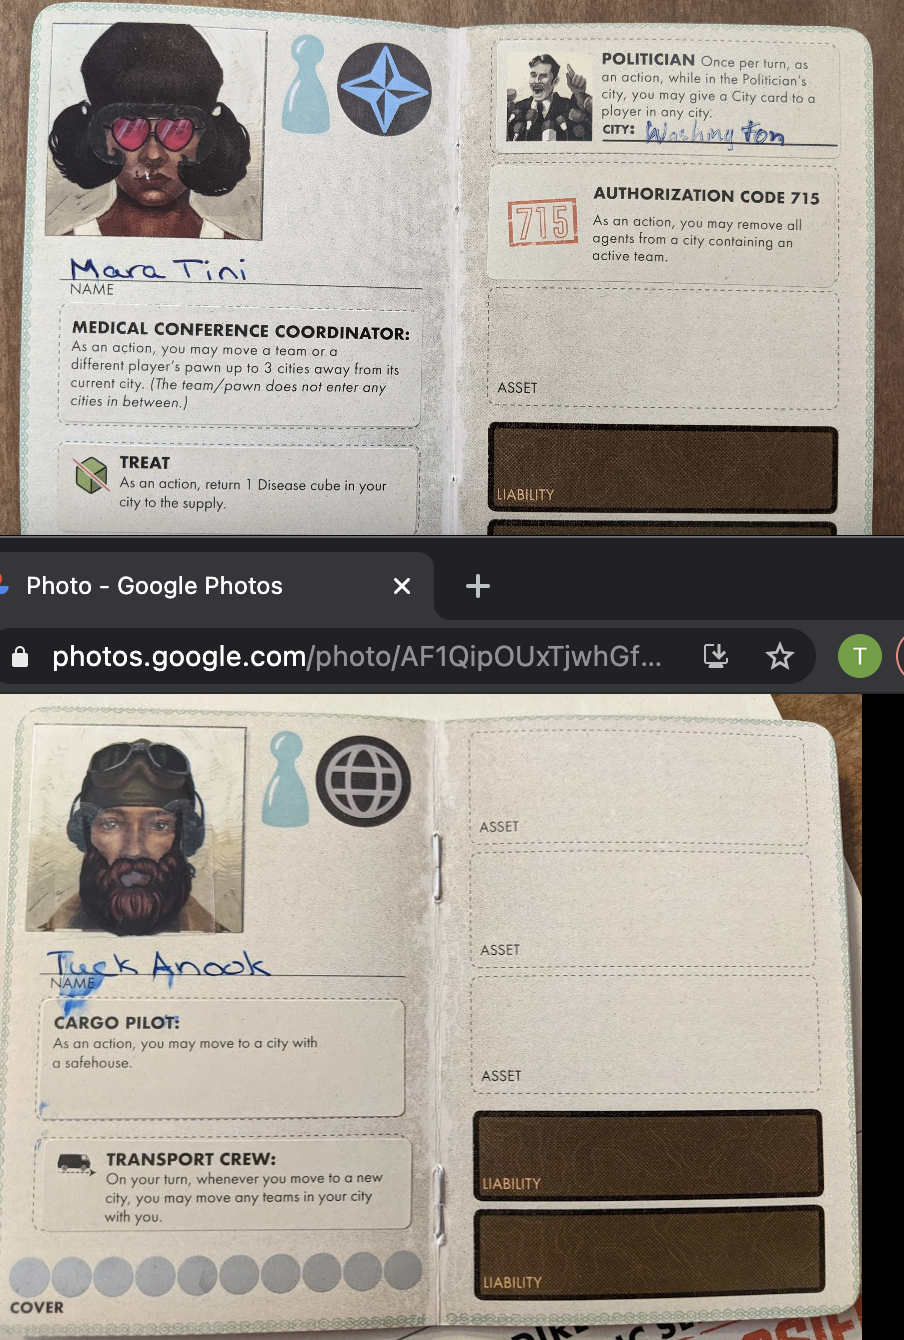 Mara Tini
NAME
MEDICAL CONFERENCE COORDINATOR:
As an action, you may move a team or a
different player's pawn up to 3 cities away from its
current city. (The team/pawn does not enter any
cities in between.)
TREAT
As an action, return 1 Disease cube in your
city to the supply.
POLITICIAN Once per turn, as
an action, while in the Politician's
city, you may give a City card to a
player in any city.
CITY: Washington
715
AUTHORIZATION CODE 715
As an action, you may remove all
agents from a city containing an
active team.
ASSET
LIABILITY
Photo - Google Photos
photos.google.com/photo/AF1QipOUxTjwhGf...
T
Tuck Anook
NAME
CARGO PILOT:
As an action, you may move to a city with
a safehouse.
TRANSPORT CREW:
On your turn, whenever you move to a new
city, you may move any teams in your city
with you.
COVER
ASSET
ASSET
ASSET
LIABILITY
LIABILITY